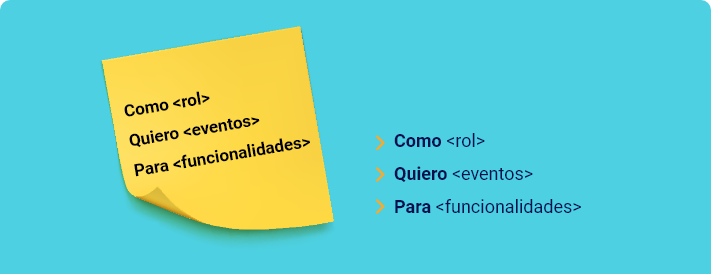 Como <rol>
Quiero <eventos>
Para <funcionalidades>
Como <rol>
Quiero <eventos>
Para <funcionalidades>